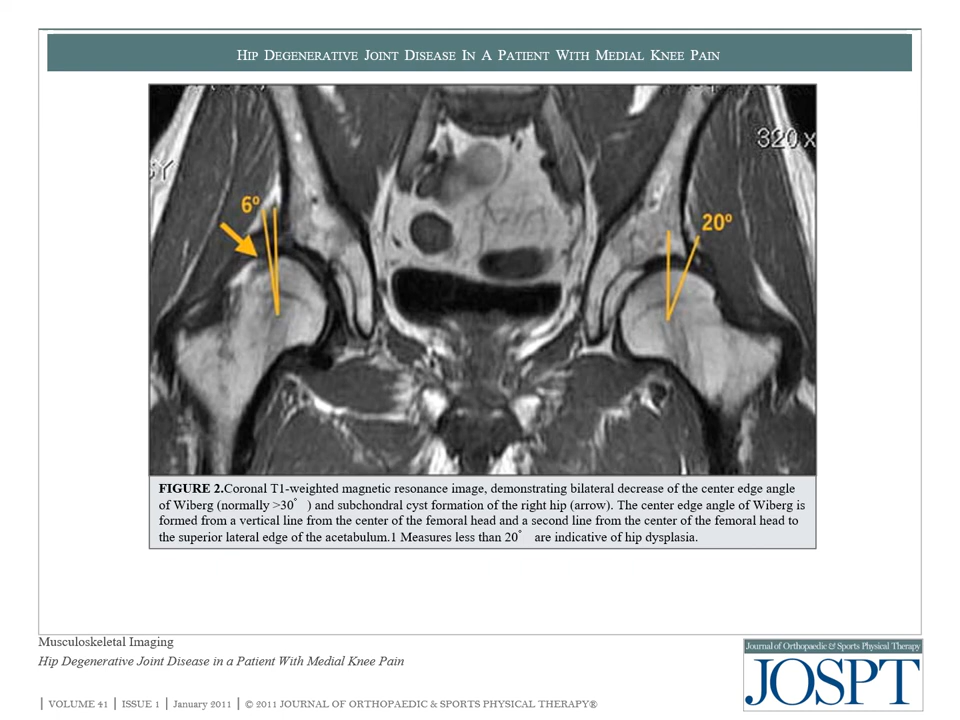 Hip Degenerative Joint Disease In A Patient With Medial Knee Pain
320 x
6º
20º
FIGURE 2.Coronal T1-weighted magnetic resonance image, demonstrating bilateral decrease of the center edge angle
of Wiberg (normally >30° ) and subchondral cyst formation of the right hip (arrow). The center edge angle of Wiberg is
formed from a vertical line from the center of the femoral head and a second line from the center of the femoral head to
the superior lateral edge of the acetabulum.1 Measures less than 20° are indicative of hip dysplasia.
Musculoskeletal Imaging
Hip Degenerative Joint Disease in a Patient With Medial Knee Pain
Journal of Orthopaedic & Sports Physical Therapy
JOSPT
| VOLUME 41 | ISSUE 1 | January 2011 | © 2011 JOURNAL OF ORTHOPAEDIC & SPORTS PHYSICAL THERAPY®